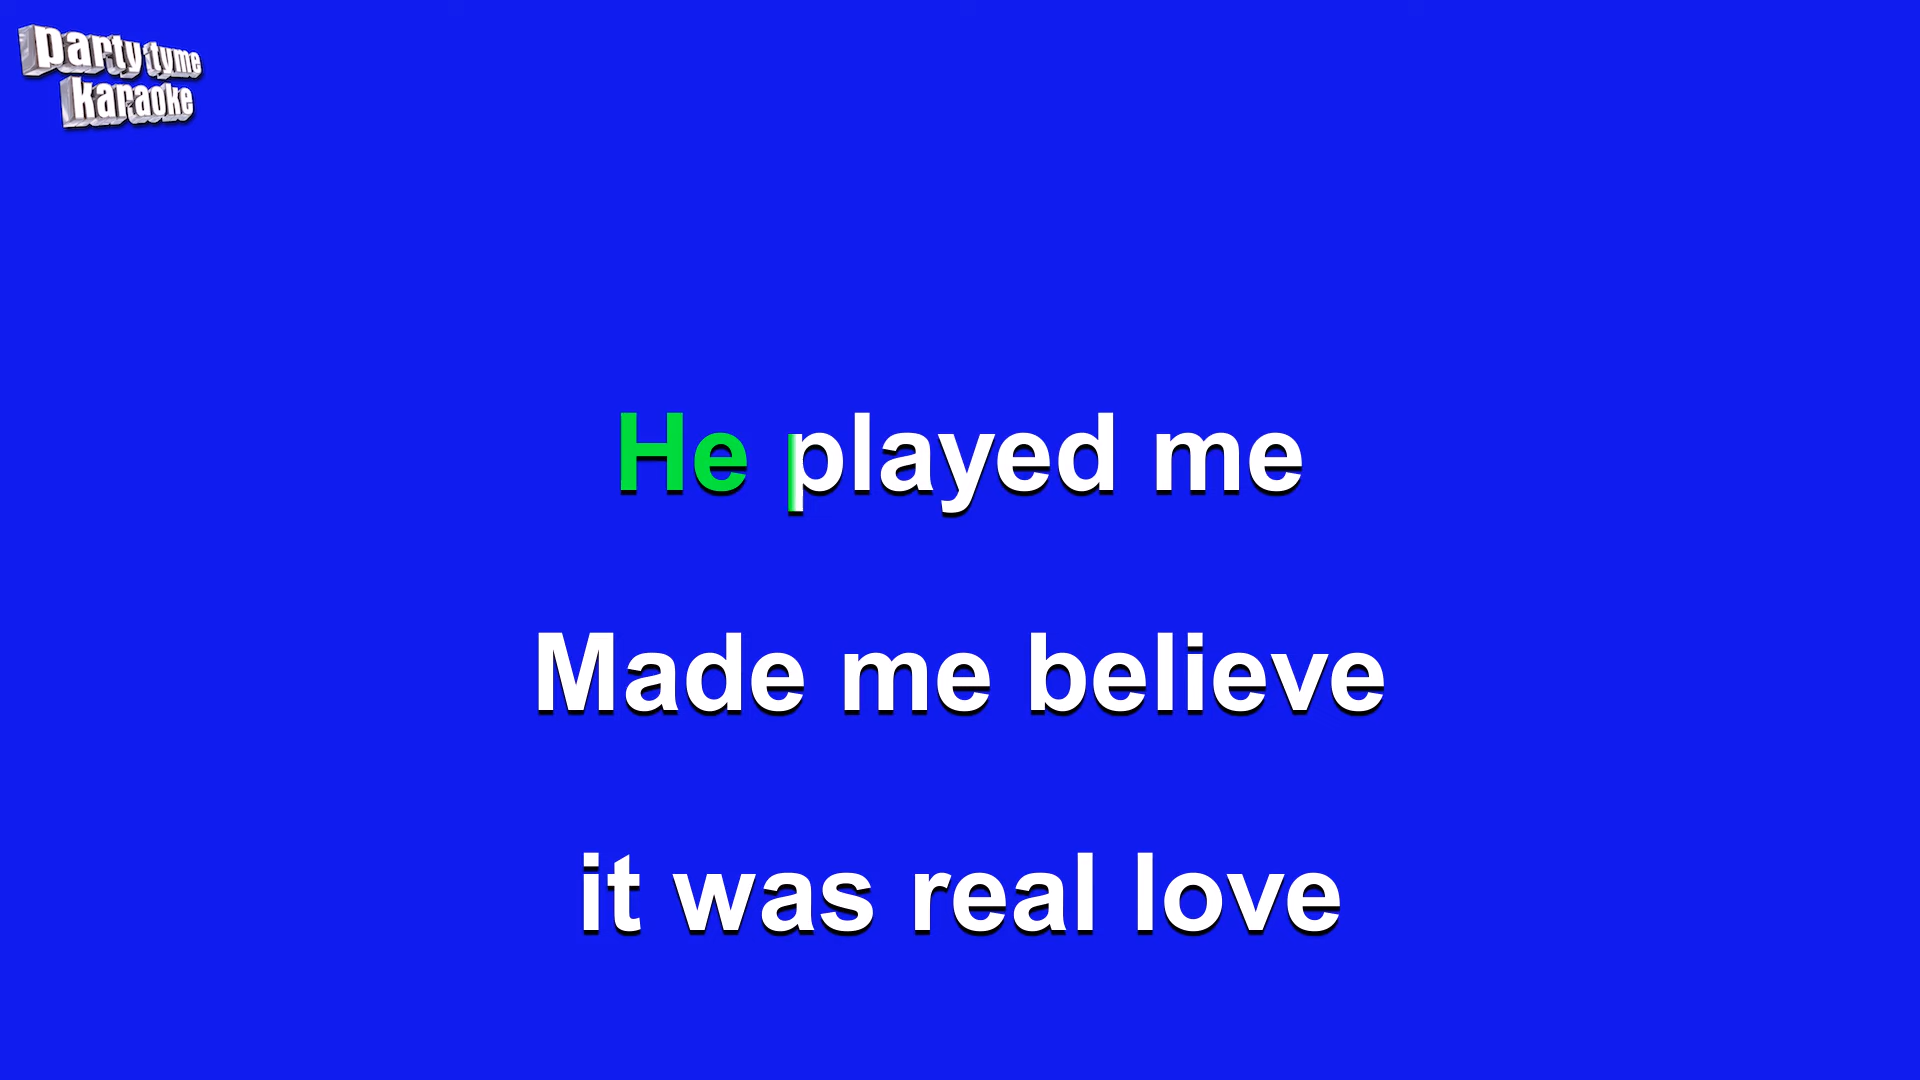 party tyme
karaoke
He played me
Made me believe
it was real love